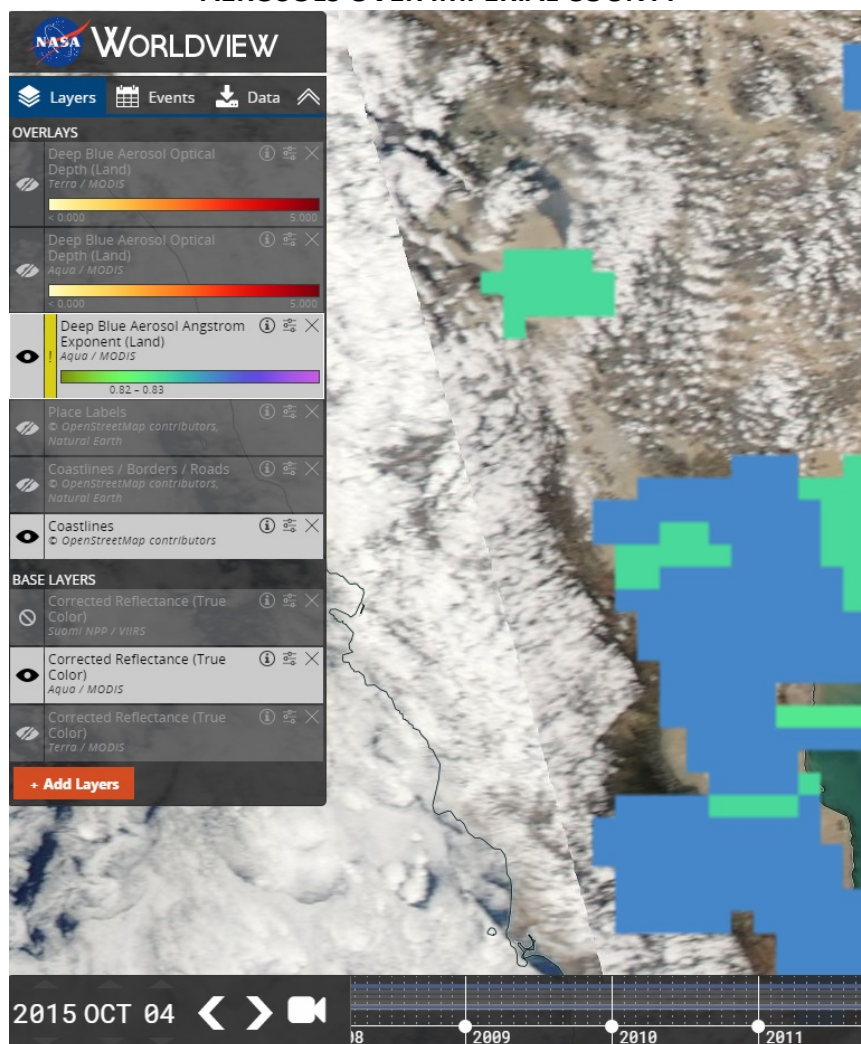 AEROSOLS OVER IMPERIAL COUNTY
NASA WORLDVIEW
Layers Events Data
OVERLAYS
Deep Blue Aerosol Optical
Depth (Land)
Terra / MODIS
< 0.000 5.000
Deep Blue Aerosol Optical
Depth (Land)
Aqua / MODIS
< 0.000 5.000
Deep Blue Aerosol Angstrom
Exponent (Land)
! Aqua / MODIS
0.82 – 0.83
Place Labels
© OpenStreetMap contributors,
Natural Earth
Coastlines / Borders / Roads
© OpenStreetMap contributors,
Natural Earth
Coastlines
© OpenStreetMap contributors
BASE LAYERS
Corrected Reflectance (True
Color)
Suomi NPP / VIIRS
Corrected Reflectance (True
Color)
Aqua / MODIS
Corrected Reflectance (True
Color)
Terra / MODIS
+ Add Layers
2015 OCT 04
2009 2010 2011